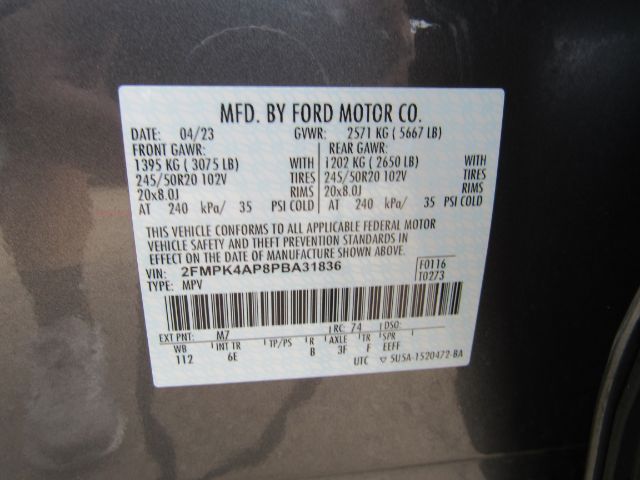 MFD. BY FORD MOTOR CO.
DATE: 04/23 GVWR: 2571 KG ( 5667 LB)
FRONT GAWR: REAR GAWR:
1395 KG ( 3075 LB) WITH 1202 KG ( 2650 LB) WITH
245/50R20 102V TIRES 245/50R20 102V TIRES
20x8.0J RIMS 20x8.0J RIMS
AT 240 kPa/ 35 PSI COLD AT 240 kPa/ 35 PSI COLD
THIS VEHICLE CONFORMS TO ALL APPLICABLE FEDERAL MOTOR
VEHICLE SAFETY AND THEFT PREVENTION STANDARDS IN
EFFECT ON THE DATE OF MANUFACTURE SHOWN ABOVE.
VIN: 2FMPK4AP8PBA31836 F0116
TYPE: MPV T0273
EXT PNT: M7 RC: 74 DSO:
WB INT TR TP/PS R AXLE TR SPR
112 6E B 3F F EEFF
UTC ▽ 5U5A-1520472-BA